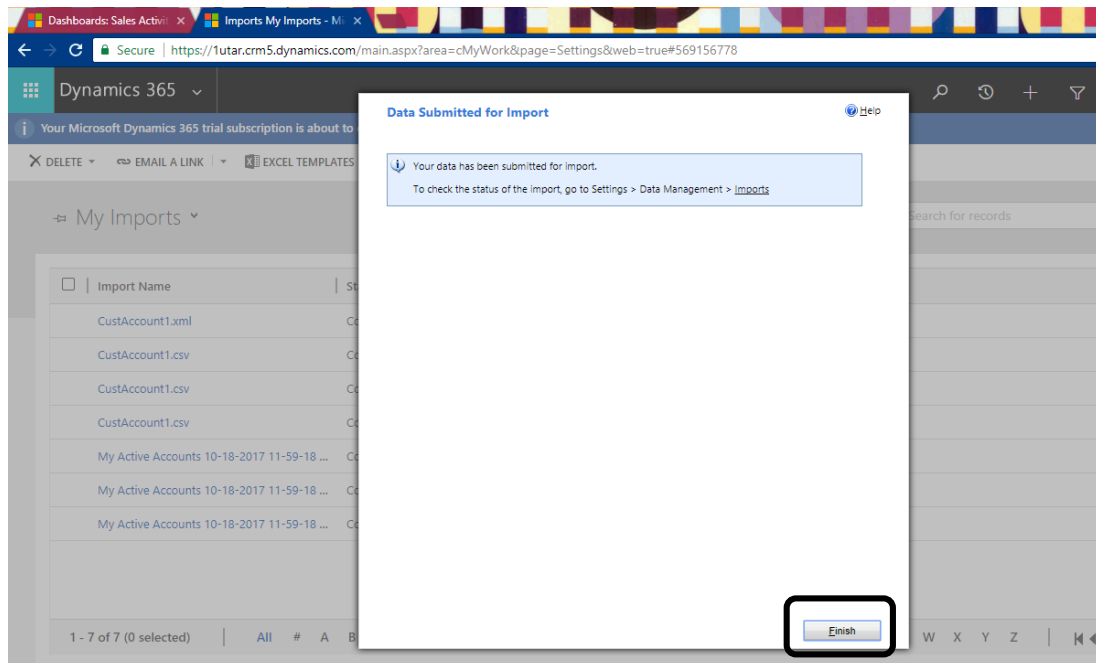 Dashboards: Sales Activit
Imports My Imports - Mi
Secure | https://1utar.crm5.dynamics.com/main.aspx?area=cMyWork&page=Settings&web=true#569156778
Dynamics 365
Your Microsoft Dynamics 365 trial subscription is about to
DELETE
EMAIL A LINK
EXCEL TEMPLATES
My Imports
Search for records
Import Name
St
CustAccount1.xml
CustAccount1.csv
CustAccount1.csv
CustAccount1.csv
My Active Accounts 10-18-2017 11-59-18 ...
My Active Accounts 10-18-2017 11-59-18 ...
My Active Accounts 10-18-2017 11-59-18 ...
1 - 7 of 7 (0 selected)
All # A B
W X Y Z
Data Submitted for Import
Help
Your data has been submitted for import.
To check the status of the import, go to Settings > Data Management > Imports
Finish